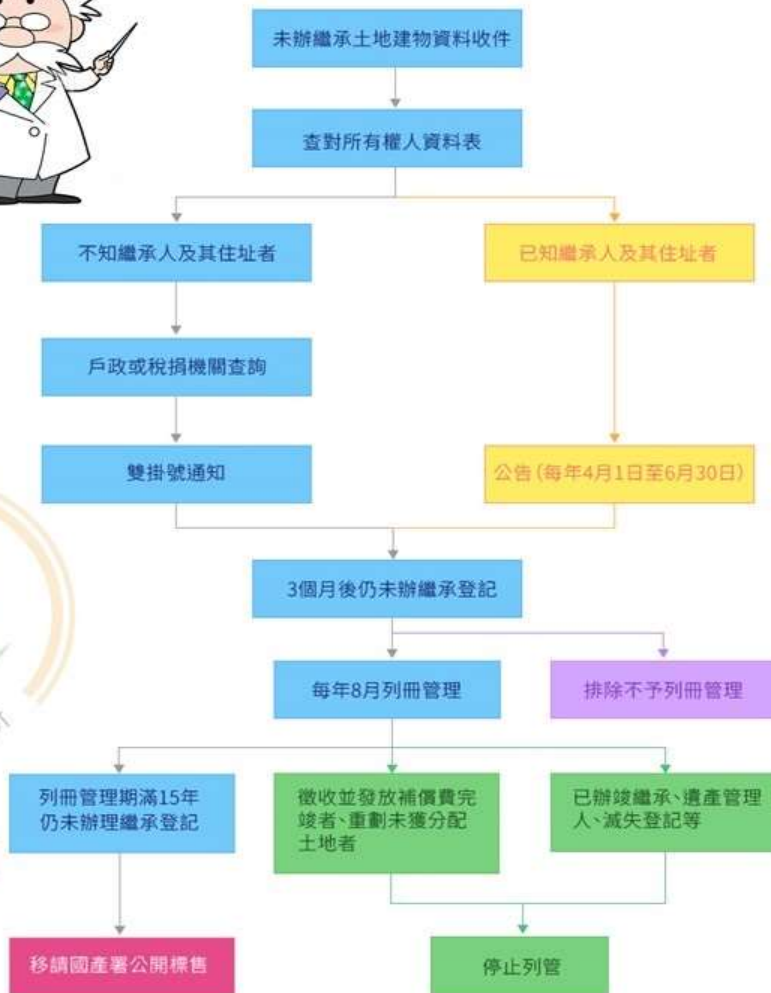 未辦繼承土地建物資料收件
查對所有權人資料表
不知繼承人及其住址者
已知繼承人及其住址者
戶政或稅捐機關查詢
雙掛號通知
公告(每年4月1日至6月30日)
3個月後仍未辦繼承登記
每年8月列冊管理
排除不予列冊管理
列冊管理期滿15年
仍未辦理繼承登記
徵收並發放補償費完
竣者、重劃未獲分配
土地者
已辦竣繼承、遺產管理
人、滅失登記等
移請國產署公開標售
停止列管